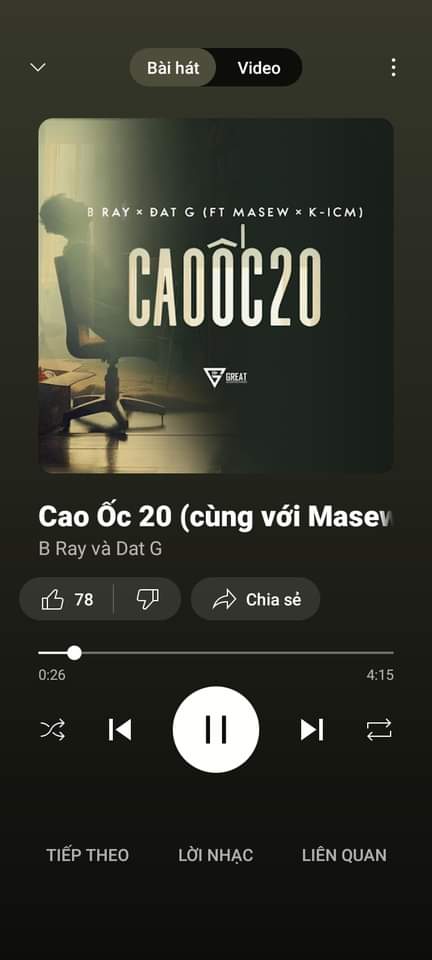 Bài hát
Video
B RAY × ĐAT G (FT MASEW × K-ICM)
CAO ỐC 20
GREAT
Cao Ốc 20 (cùng với Masew
B Ray và Dat G
78
Chia sẻ
0:26
4:15
TIẾP THEO
LỜI NHẠC
LIÊN QUAN